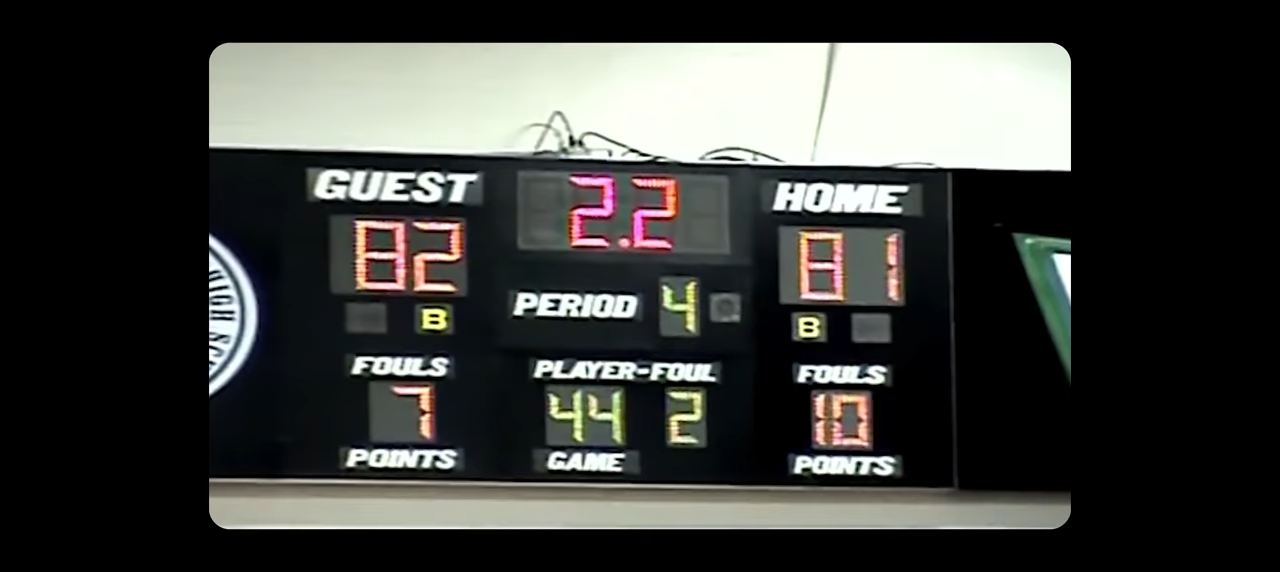 GUEST 2.2 HOME
82 81
PERIOD 4
B B
FOULS PLAYER-FOUL FOULS
7 44 2 10
POINTS GAME POINTS
HIGH